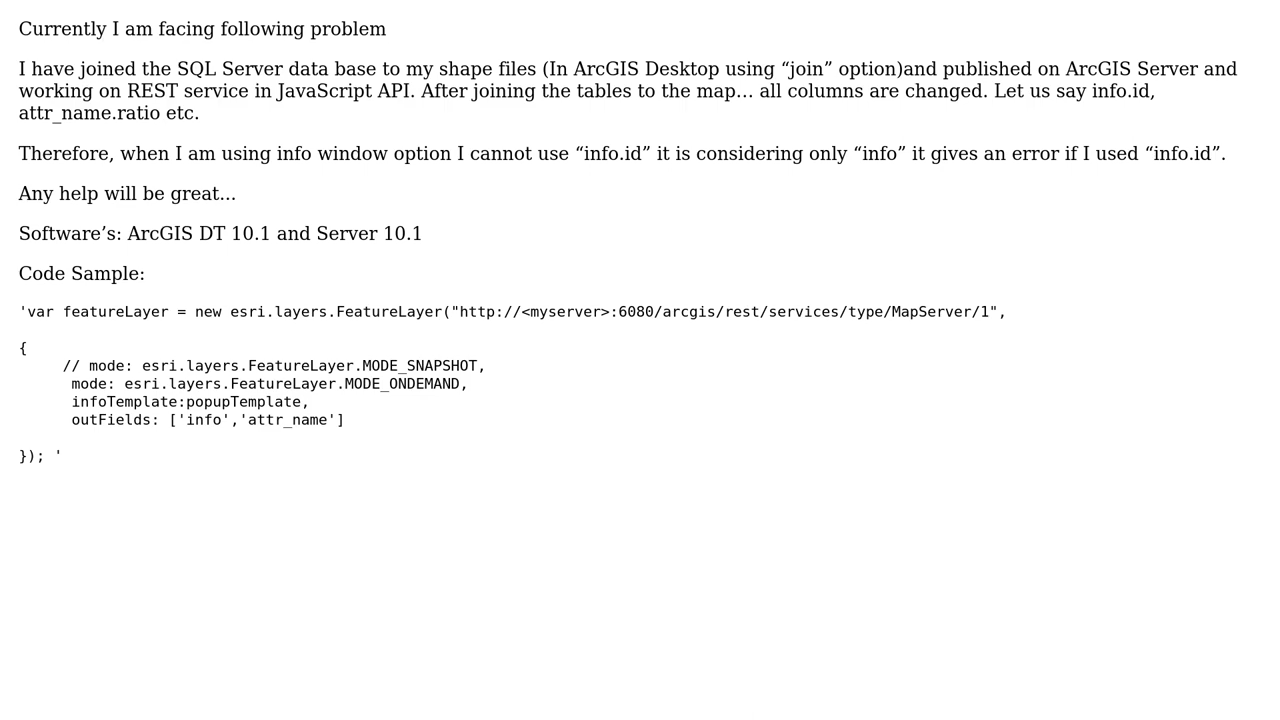 Currently I am facing following problem
I have joined the SQL Server data base to my shape files (In ArcGIS Desktop using “join” option)and published on ArcGIS Server and
working on REST service in JavaScript API. After joining the tables to the map... all columns are changed. Let us say info.id,
attr_name.ratio etc.
Therefore, when I am using info window option I cannot use “info.id” it is considering only “info” it gives an error if I used “info.id”.
Any help will be great...
Software’s: ArcGIS DT 10.1 and Server 10.1
Code Sample:
'var featureLayer = new esri.layers.FeatureLayer("http://<myserver>:6080/arcgis/rest/services/type/MapServer/1",
{
     // mode: esri.layers.FeatureLayer.MODE_SNAPSHOT,
      mode: esri.layers.FeatureLayer.MODE_ONDEMAND,
      infoTemplate:popupTemplate,
      outFields: ['info','attr_name']
}); '